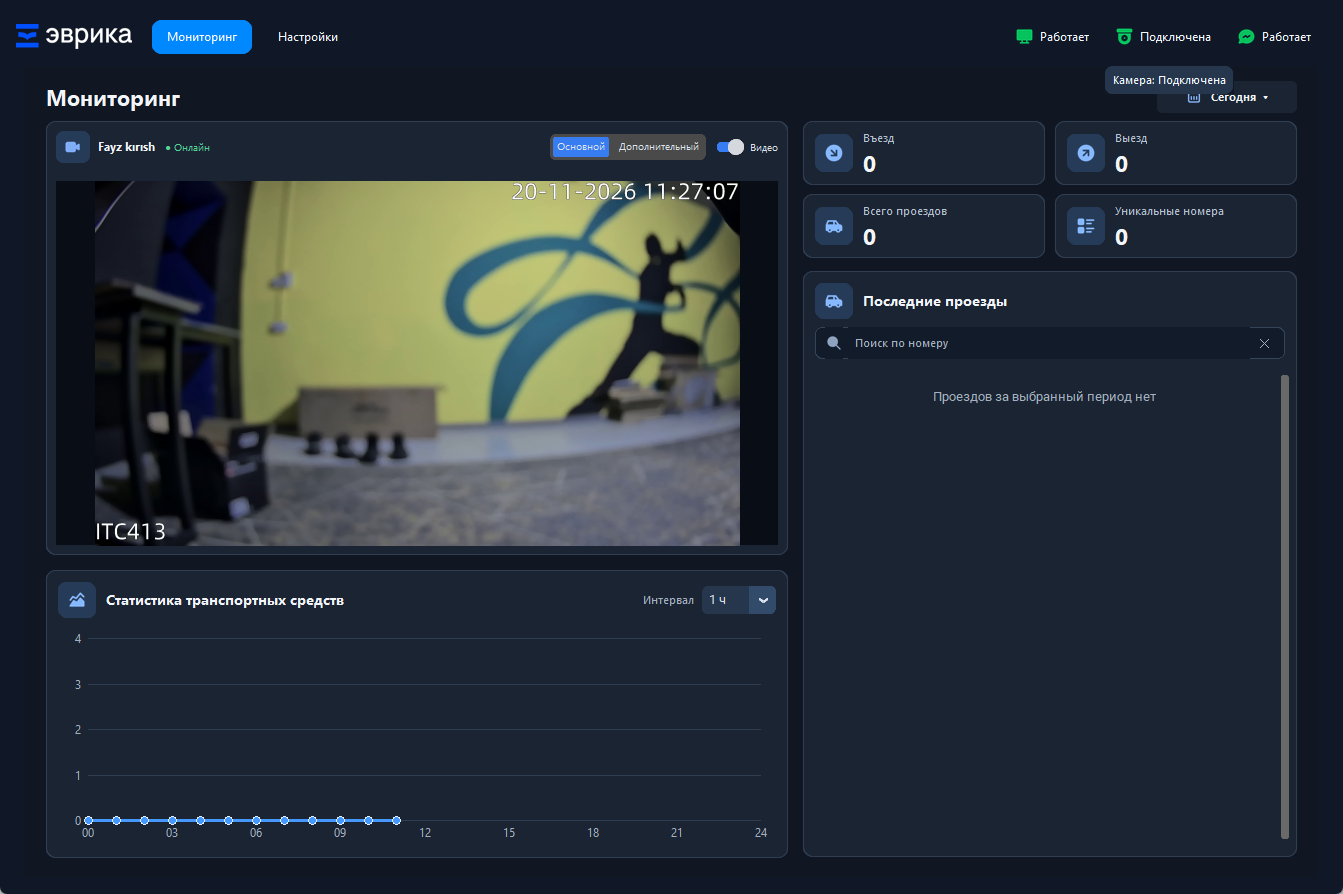 эврика
Мониторинг
Настройки
Работает
Подключена
Работает
Камера: Подключена
Мониторинг
Сегодня
Fayz kırısh
Онлайн
Основной
Дополнительный
Видео
20-11-2026 11:27:07
ITC413
Въезд
0
Выезд
0
Всего проездов
0
Уникальные номера
0
Последние проезды
Поиск по номеру
Проездов за выбранный период нет
Статистика транспортных средств
Интервал
1 ч
4
3
2
1
0
00 03 06 09 12 15 18 21 24